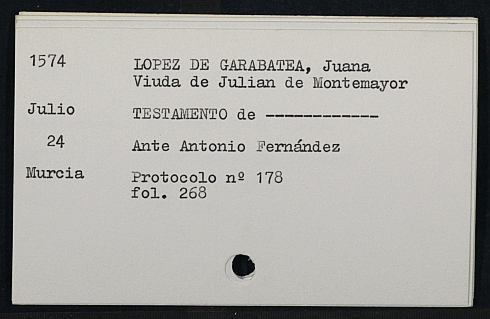 1574 LOPEZ DE GARABATEA, Juana
Viuda de Julian de Montemayor
Julio TESTAMENTO de ------------
24 Ante Antonio Fernández
Murcia Protocolo nº 178
fol. 268